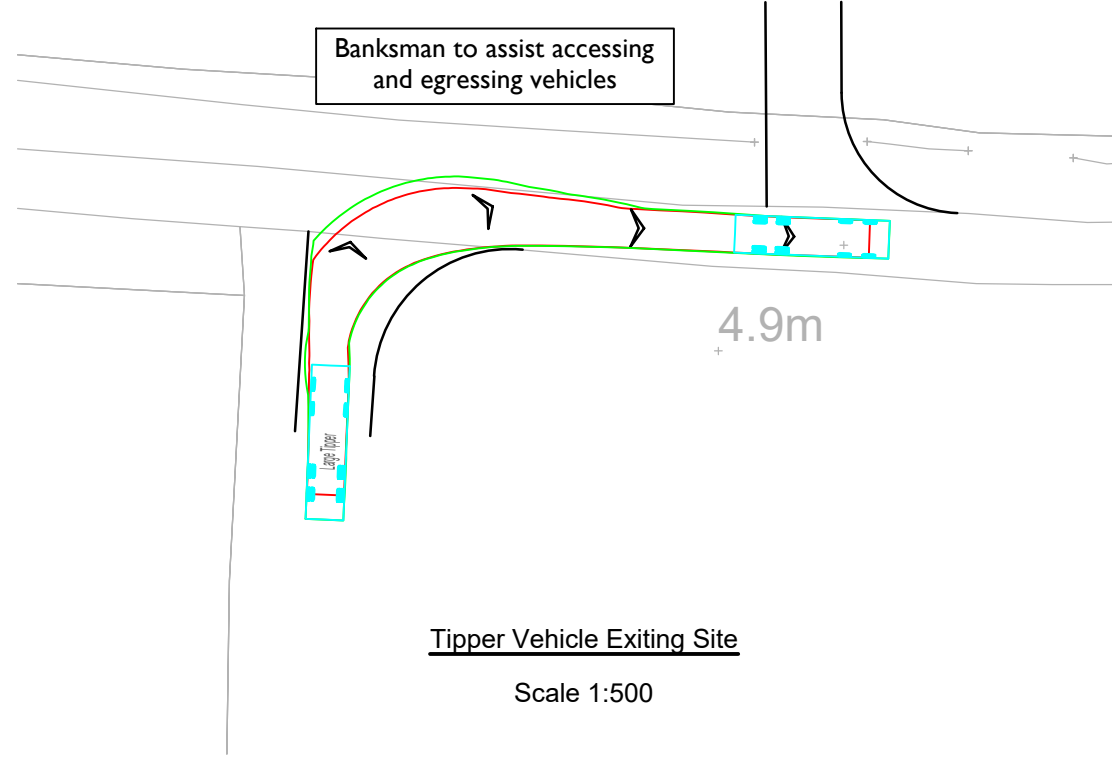 Banksman to assist accessing
and egressing vehicles
4.9m
Large Tipper
Tipper Vehicle Exiting Site
Scale 1:500